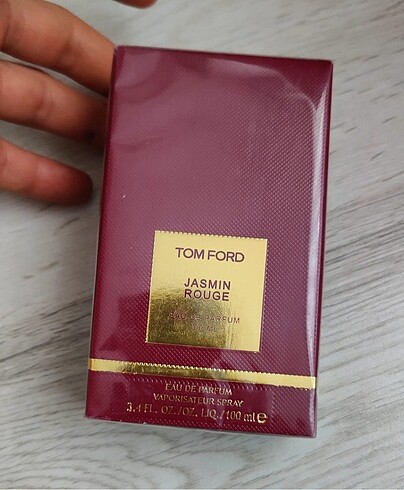 TOM FORD
JASMIN
ROUGE
EAU DE PARFUM
EAU DE PARFUM
VAPORISATEUR SPRAY
3.4 FL. OZ./OZ. LIQ./100 ml e